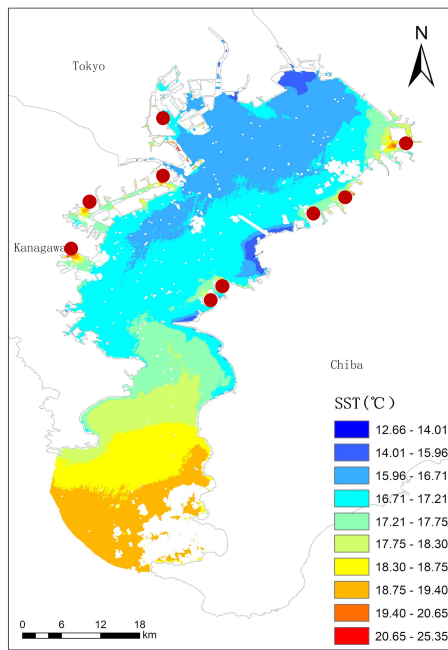 N
Tokyo
Kanagawa
Chiba
SST(℃)
12.66 - 14.01
14.01 - 15.96
15.96 - 16.71
16.71 - 17.21
17.21 - 17.75
17.75 - 18.30
18.30 - 18.75
18.75 - 19.40
19.40 - 20.65
20.65 - 25.35
0 6 12 18
km